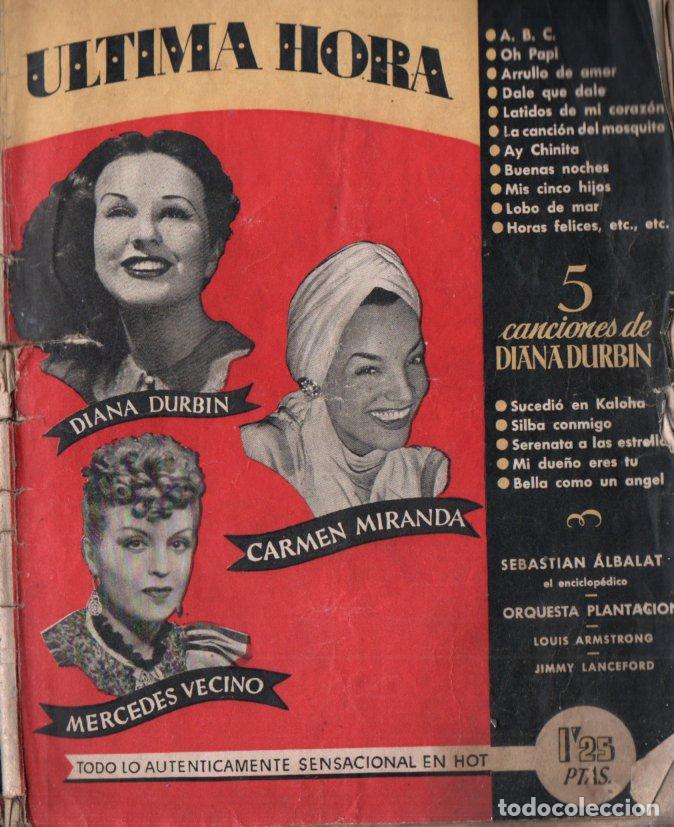 ULTIMA HORA
DIANA DURBIN
CARMEN MIRANDA
MERCEDES VECINO
TODO LO AUTENTICAMENTE SENSACIONAL EN HOT
A. B. C.
Oh Papi
Arrullo de amor
Dale que dale
Latidos de mi corazón
La canción del mosquito
Ay Chinita
Buenas noches
Mis cinco hijos
Lobo de mar
Horas felices, etc., etc.
5
canciones de
DIANA DURBIN
Sucedió en Kaloha
Silba conmigo
Serenata a las estrella
Mi dueño eres tu
Bella como un angel
SEBASTIAN ALBALAT
el enciclopédico
ORQUESTA PLANTACION
LOUIS ARMSTRONG
JIMMY LANCEFORD
1'25
PTAS.
todocoleccion